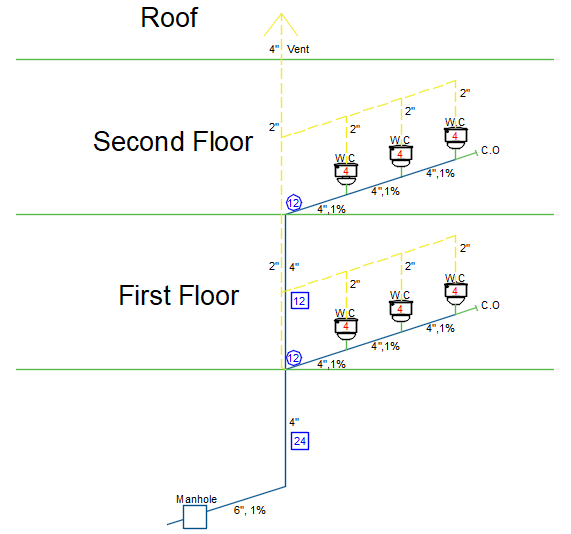 Roof
4" Vent
2"
2"
2"
2"
Second Floor
W.C
4
W.C
4
W.C
4
C.O
4",1%
4",1%
4",1%
12
2"
4"
2"
2"
2"
First Floor
12
W.C
4
W.C
4
W.C
4
C.O
4",1%
4",1%
4",1%
12
4"
24
Manhole
6", 1%